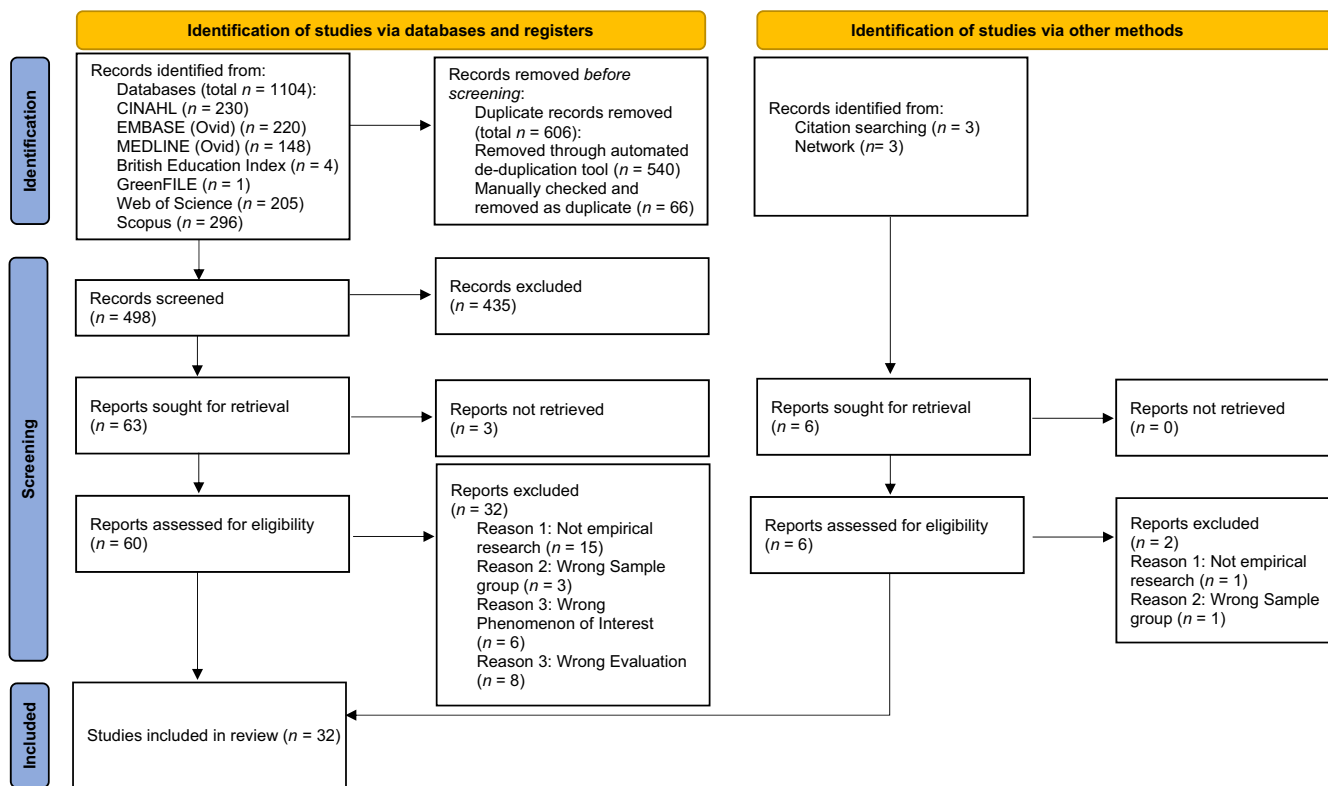 Identification of studies via databases and registers
Identification of studies via other methods
Identification
Records identified from:
Databases (total n = 1104):
CINAHL (n = 230)
EMBASE (Ovid) (n = 220)
MEDLINE (Ovid) (n = 148)
British Education Index (n = 4)
GreenFILE (n = 1)
Web of Science (n = 205)
Scopus (n = 296)
Records removed before
screening:
Duplicate records removed
(total n = 606):
Removed through automated
de-duplication tool (n = 540)
Manually checked and
removed as duplicate (n = 66)
Records identified from:
Citation searching (n = 3)
Network (n= 3)
Screening
Records screened
(n = 498)
Records excluded
(n = 435)
Reports sought for retrieval
(n = 63)
Reports not retrieved
(n = 3)
Reports sought for retrieval
(n = 6)
Reports not retrieved
(n = 0)
Reports assessed for eligibility
(n = 60)
Reports excluded
(n = 32)
Reason 1: Not empirical
research (n = 15)
Reason 2: Wrong Sample
group (n = 3)
Reason 3: Wrong
Phenomenon of Interest
(n = 6)
Reason 3: Wrong Evaluation
(n = 8)
Reports assessed for eligibility
(n = 6)
Reports excluded
(n = 2)
Reason 1: Not empirical
research (n = 1)
Reason 2: Wrong Sample
group (n = 1)
Included
Studies included in review (n = 32)